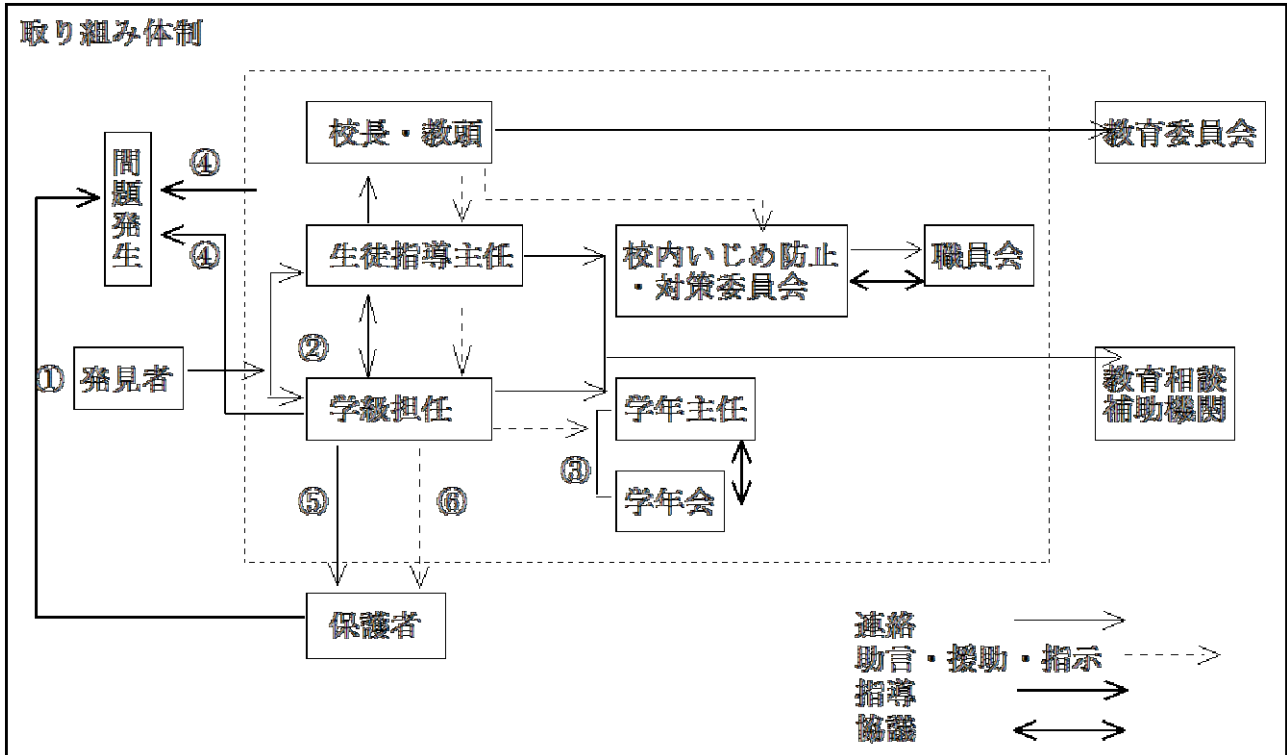 取り組み体制
校長・教頭
教育委員会
問題発生
④
④
生徒指導主任
校内いじめ防止
・対策委員会
職員会
②
① 発見者
学級担任
学年主任
教育相談
補助機関
③
学年会
⑤
⑥
保護者
連絡
助言・援助・指示
指導
協議